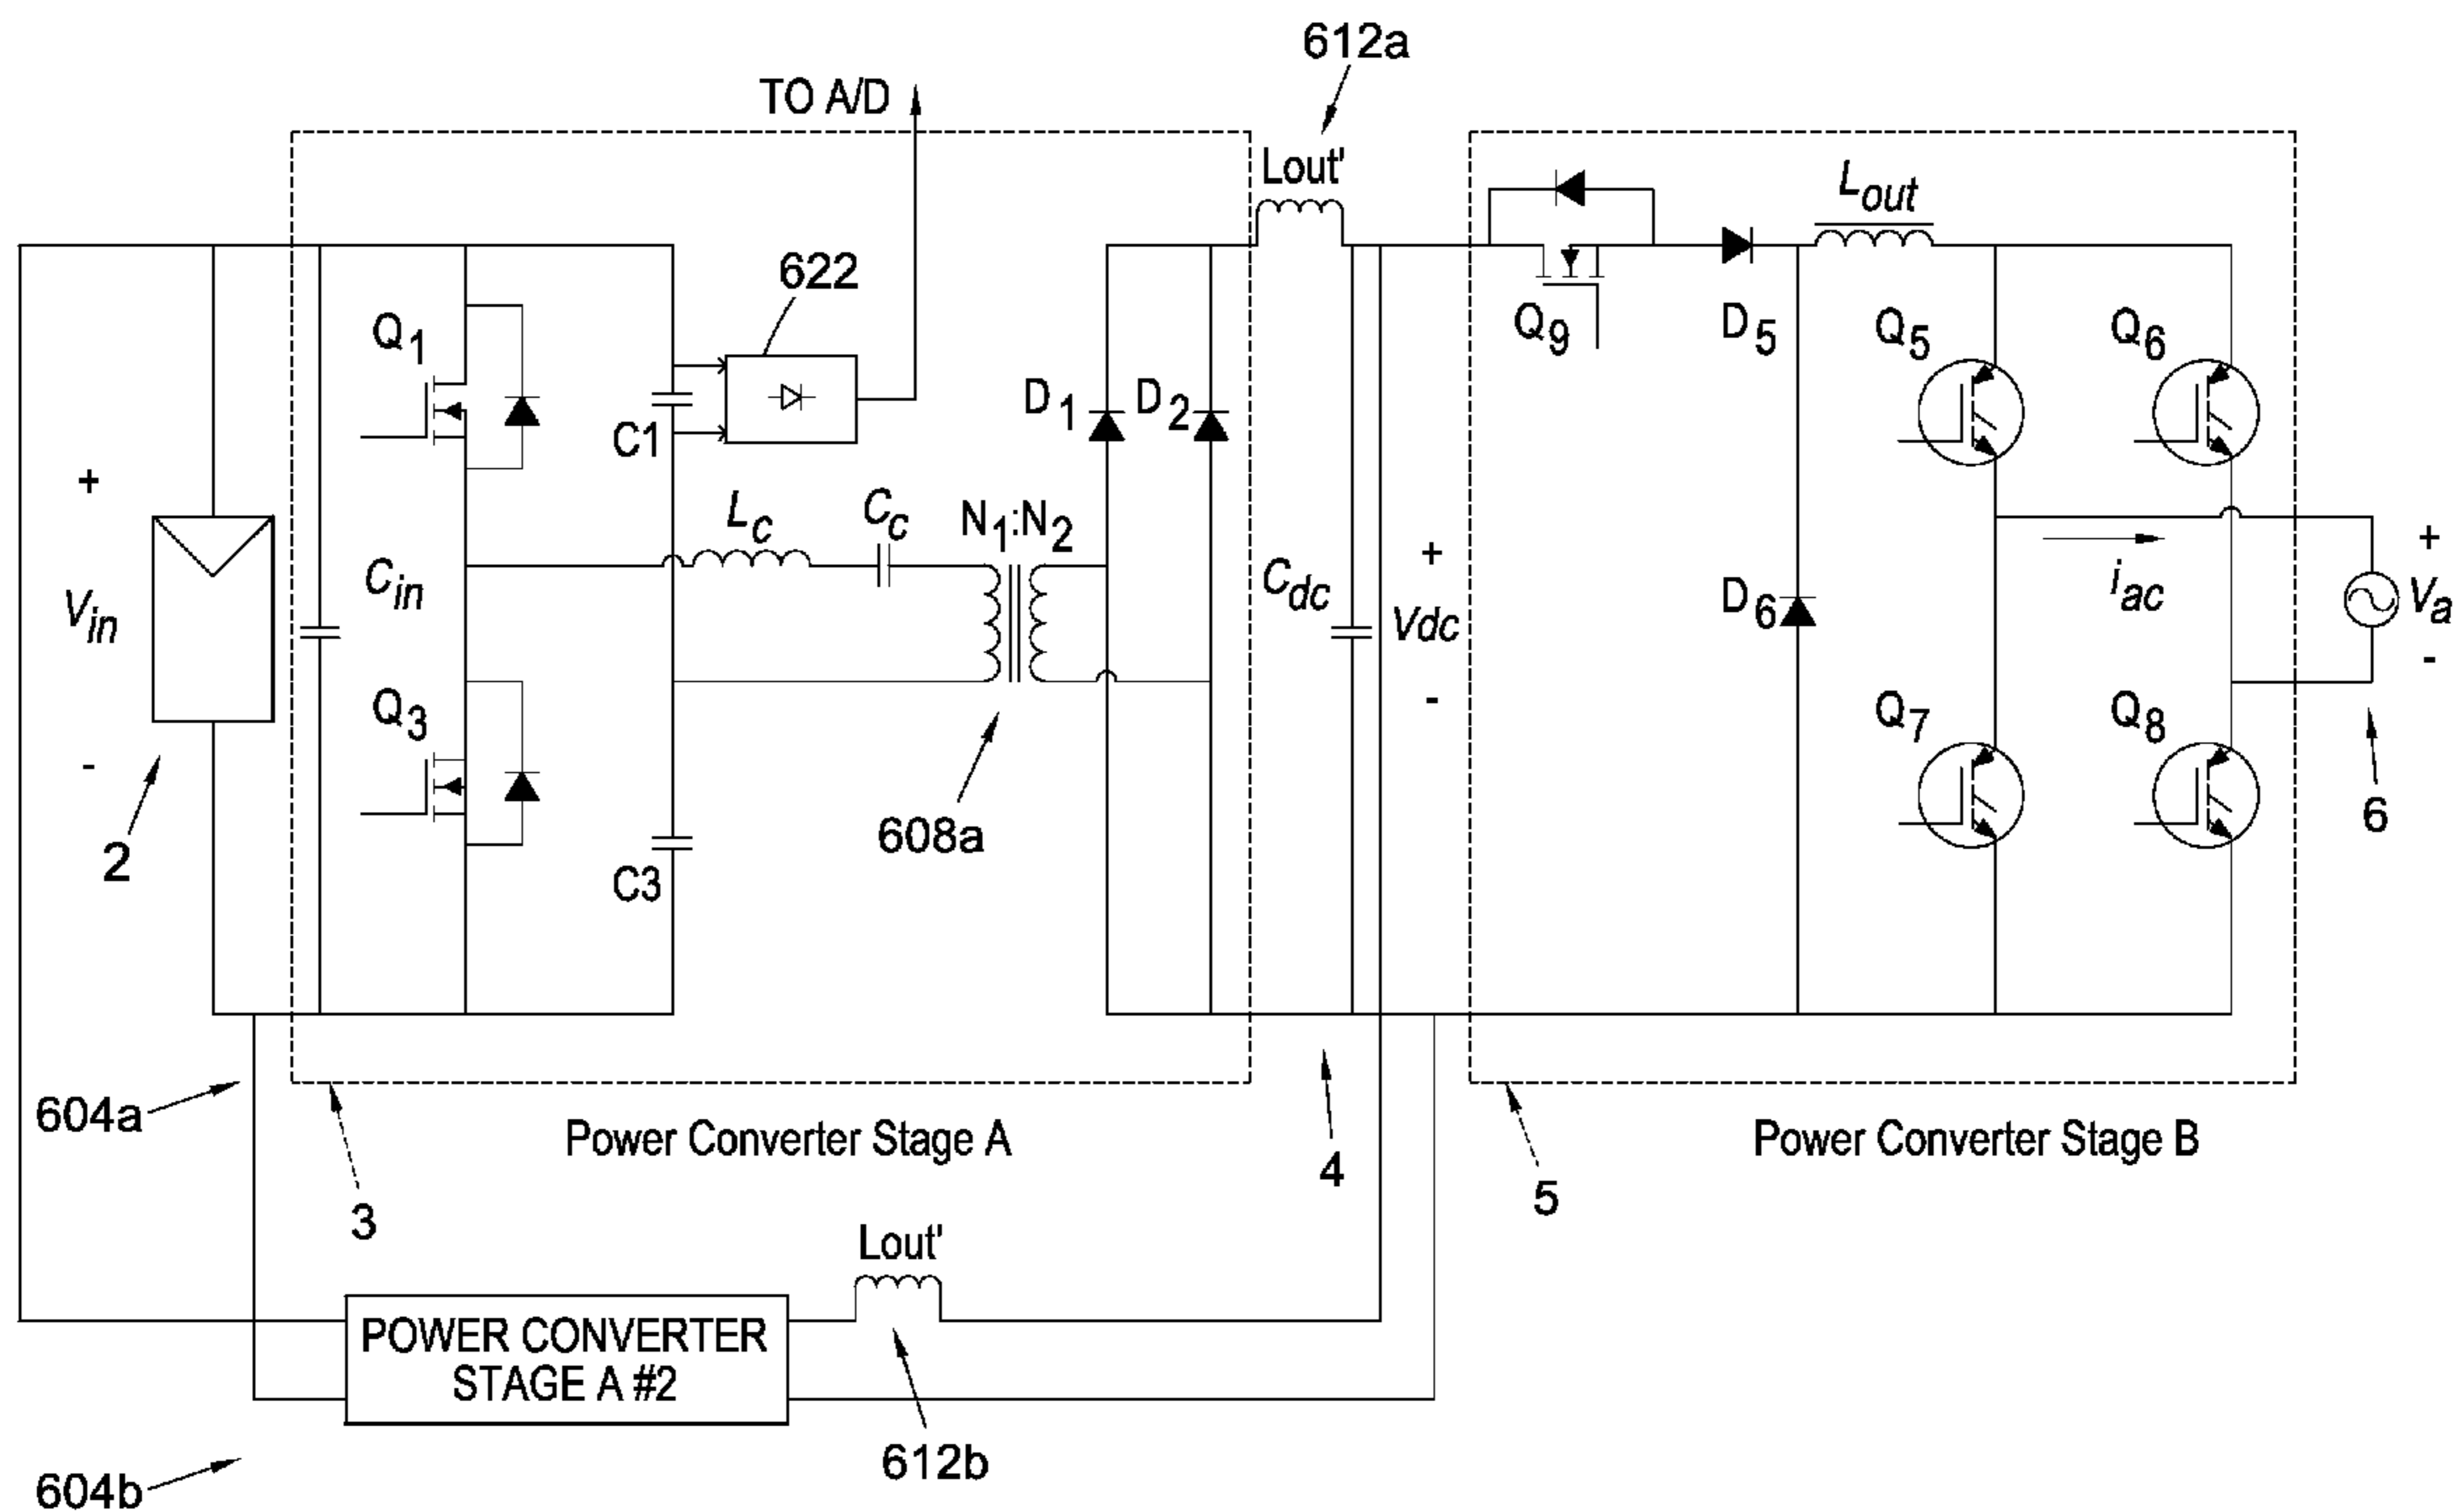 612a
TO A/D
Lout'
Lout
622
Q1
Q9
D5
Q5
Q6
C1
D1
D2
+
Lc
Cc
N1:N2
Vin
Cin
Cdc
+
Vdc
-
D6
iac
+
Va
-
Q3
Q7
Q8
-
2
608a
6
C3
604a
Power Converter Stage A
4
Power Converter Stage B
3
5
Lout'
POWER CONVERTER
STAGE A #2
612b
604b